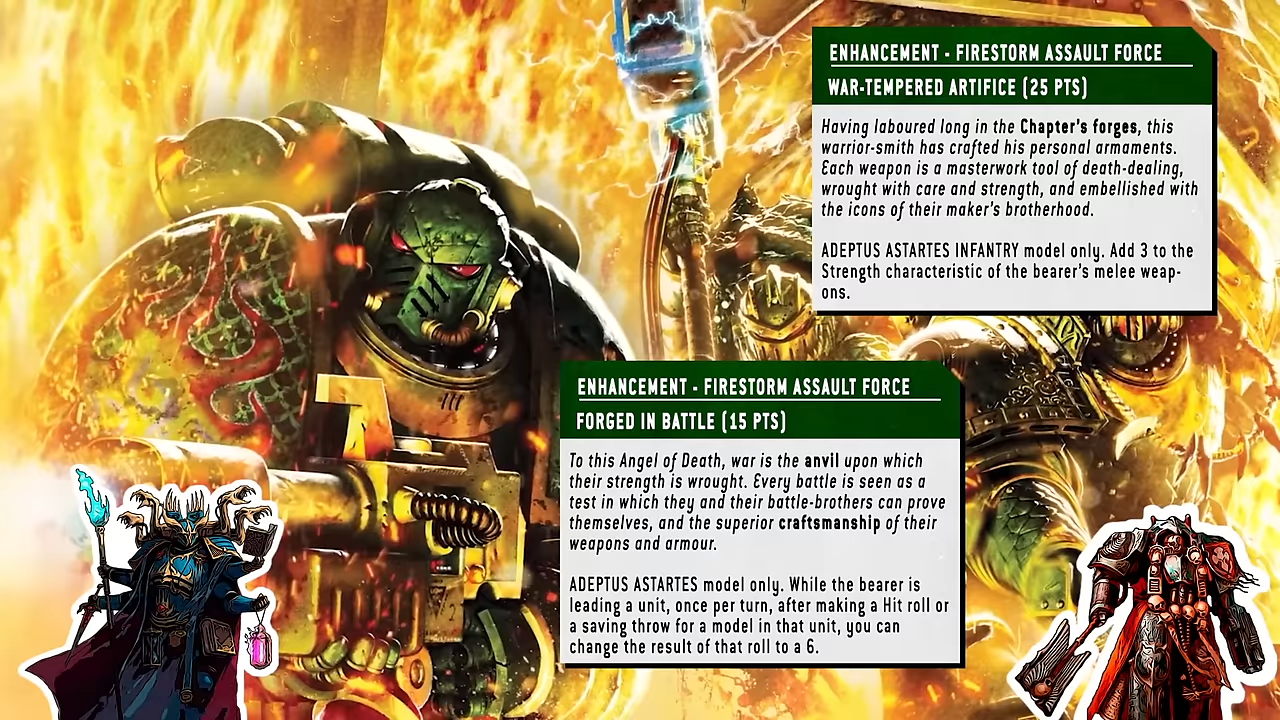 ENHANCEMENT - FIRESTORM ASSAULT FORCE
WAR-TEMPERED ARTIFICE (25 PTS)
Having laboured long in the Chapter's forges, this
warrior-smith has crafted his personal armaments.
Each weapon is a masterwork tool of death-dealing,
wrought with care and strength, and embellished with
the icons of their maker's brotherhood.
ADEPTUS ASTARTES INFANTRY model only. Add 3 to the
Strength characteristic of the bearer's melee weap-
ons.
ENHANCEMENT - FIRESTORM ASSAULT FORCE
FORGED IN BATTLE (15 PTS)
To this Angel of Death, war is the anvil upon which
their strength is wrought. Every battle is seen as a
test in which they and their battle-brothers can prove
themselves, and the superior craftsmanship of their
weapons and armour.
ADEPTUS ASTARTES model only. While the bearer is
leading a unit, once per turn, after making a Hit roll or
a saving throw for a model in that unit, you can
change the result of that roll to a 6.